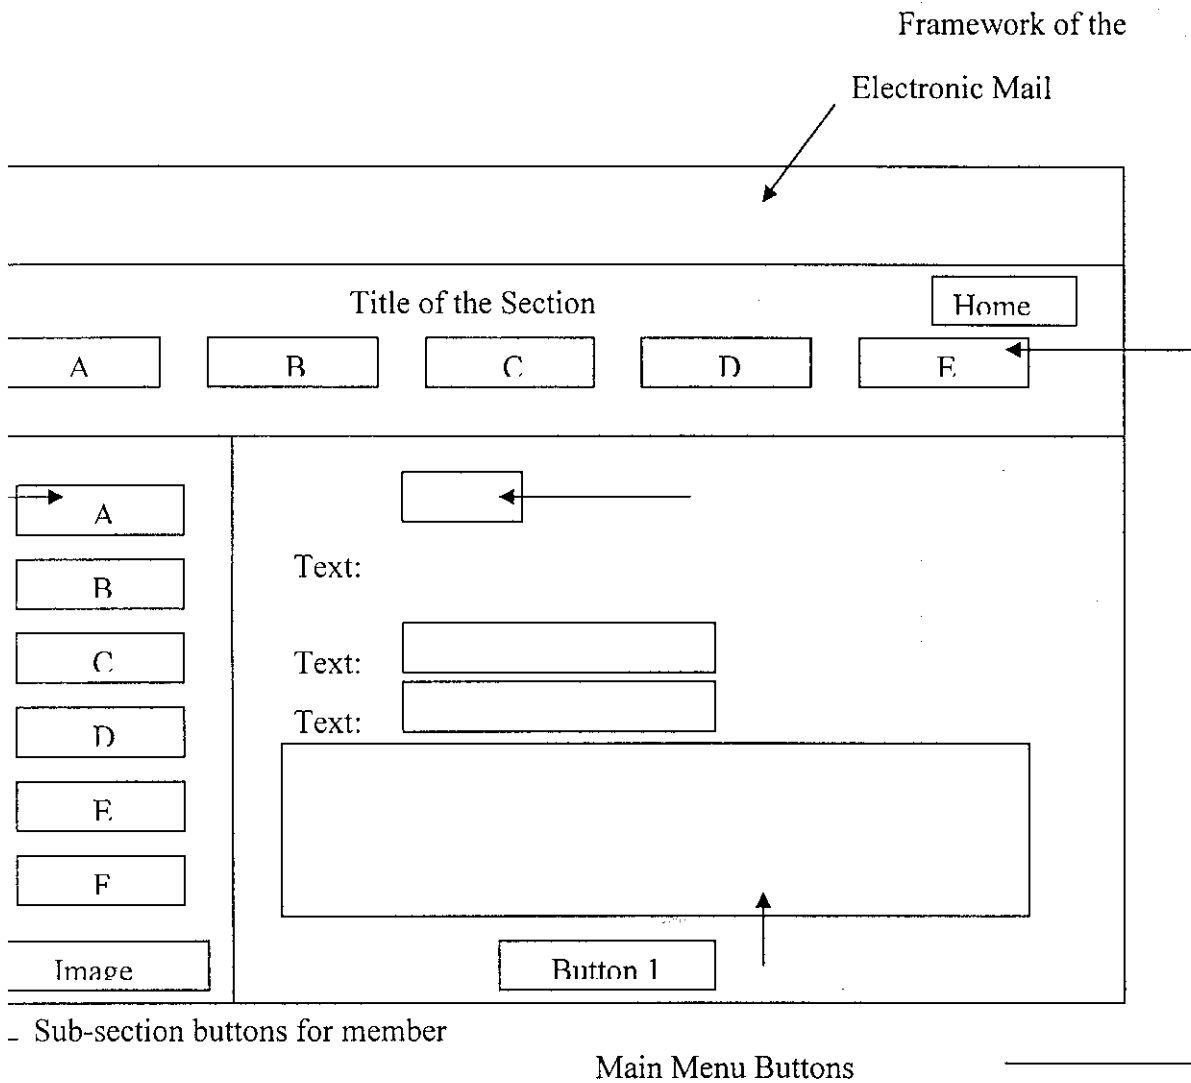 Framework of the
Electronic Mail
Title of the Section
Home
A B C D E
A
B
C
D
E
F
Image
Text:
Text:
Text:
Button 1
Sub-section buttons for member
Main Menu Buttons